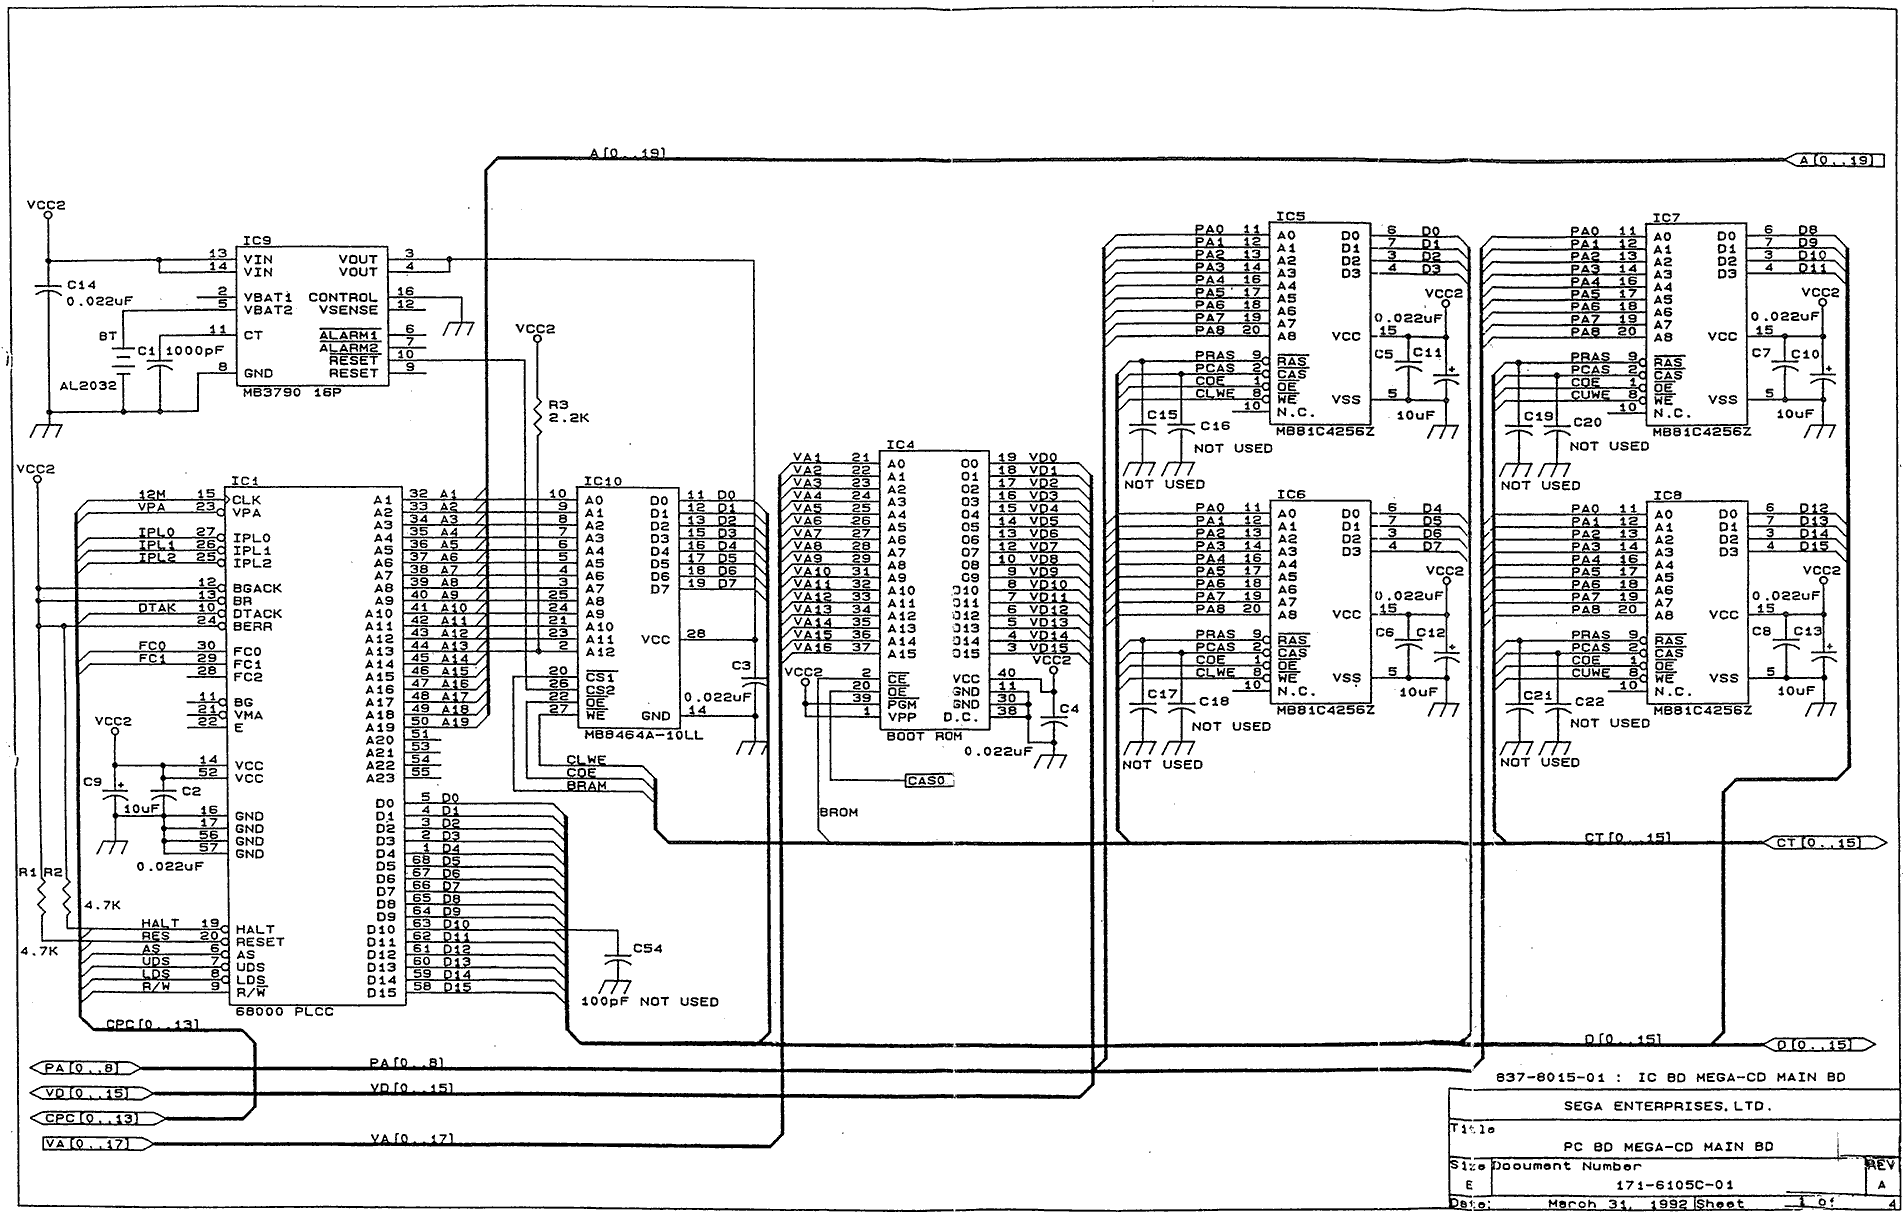 A[0..19]
A[0..19]
VCC2
IC9
13 VIN VOUT 3
14 VIN VOUT 4
C14
0.022uF
2 VBAT1 CONTROL 16
5 VBAT2 VSENSE 12
11 CT ALARM1 6
ALARM2 7
RESET 10
8 GND RESET 9
MB3790 16P
BT
C1 1000pF
AL2032
VCC2
R3
2.2K
VCC2
IC1
12M 15 CLK A1 32 A1
VPA 23 VPA A2 33 A2
A3 34 A3
IPL0 27 IPL0 A4 35 A4
IPL1 26 IPL1 A5 36 A5
IPL2 25 IPL2 A6 37 A6
A7 38 A7
12 BGACK A8 39 A8
13 BR A9 40 A9
DTAK 10 DTACK A10 41 A10
24 BERR A11 42 A11
A12 43 A12
FC0 30 FC0 A13 44 A13
FC1 29 FC1 A14 45 A14
28 FC2 A15 46 A15
A16 47 A16
11 BG A17 48 A17
21 VMA A18 49 A18
22 E A19 50 A19
A20 51
A21 53
14 VCC A22 54
52 VCC A23 55
VCC2
C9
10uF
C2
0.022uF
16 GND
17 GND
56 GND
57 GND
D0 5 D0
D1 4 D1
D2 3 D2
D3 2 D3
D4 1 D4
D5 68 D5
D6 67 D6
D7 66 D7
D8 65 D8
D9 64 D9
D10 63 D10
D11 62 D11
D12 61 D12
D13 60 D13
D14 59 D14
D15 58 D15
R1 R2
4.7K
4.7K
HALT 19 HALT
RES 20 RESET
AS 6 AS
UDS 7 UDS
LDS 8 LDS
R/W 9 R/W
68000 PLCC
C54
100pF NOT USED
IC10
10 A0 D0 11 D0
9 A1 D1 12 D1
8 A2 D2 13 D2
7 A3 D3 15 D3
6 A4 D4 16 D4
5 A5 D5 17 D5
4 A6 D6 18 D6
3 A7 D7 19 D7
25 A8
24 A9
21 A10
23 A11 VCC 28
2 A12
20 CS1
26 CS2
22 OE
27 WE GND 14
MB8464A-10LL
C3
0.022uF
CLWE
COE
BRAM
IC4
VA1 21 A0 O0 19 VD0
VA2 22 A1 O1 18 VD1
VA3 23 A2 O2 17 VD2
VA4 24 A3 O3 16 VD3
VA5 25 A4 O4 15 VD4
VA6 26 A5 O5 14 VD5
VA7 27 A6 O6 13 VD6
VA8 28 A7 O7 12 VD7
VA9 29 A8 O8 10 VD8
VA10 31 A9 O9 9 VD9
VA11 32 A10 O10 8 VD10
VA12 33 A11 O11 7 VD11
VA13 34 A12 O12 6 VD12
VA14 35 A13 O13 5 VD13
VA15 36 A14 O14 4 VD14
VA16 37 A15 O15 3 VD15
VCC2
VCC2
2 CE VCC 40
20 OE GND 11
39 PGM GND 30
1 VPP D.C. 38
BOOT ROM
C4
0.022uF
CAS0
BROM
IC5
PA0 11 A0 D0 6 D0
PA1 12 A1 D1 7 D1
PA2 13 A2 D2 3 D2
PA3 14 A3 D3 4 D3
PA4 16 A4
PA5 17 A5
PA6 18 A6
PA7 19 A7
PA8 20 A8 VCC 15
VCC2
0.022uF
C5 C11
PRAS 9 RAS
PCAS 2 CAS
COE 1 OE
CLWE 8 WE VSS 5
10 N.C.
10uF
MB81C4256Z
C15
C16
NOT USED
NOT USED
IC7
PA0 11 A0 D0 6 D8
PA1 12 A1 D1 7 D9
PA2 13 A2 D2 3 D10
PA3 14 A3 D3 4 D11
PA4 16 A4
PA5 17 A5
PA6 18 A6
PA7 19 A7
PA8 20 A8 VCC 15
VCC2
0.022uF
C7 C10
PRAS 9 RAS
PCAS 2 CAS
COE 1 OE
CUWE 8 WE VSS 5
10 N.C.
10uF
MB81C4256Z
C19
C20
NOT USED
NOT USED
IC6
PA0 11 A0 D0 6 D4
PA1 12 A1 D1 7 D5
PA2 13 A2 D2 3 D6
PA3 14 A3 D3 4 D7
PA4 16 A4
PA5 17 A5
PA6 18 A6
PA7 19 A7
PA8 20 A8 VCC 15
VCC2
0.022uF
C6 C12
PRAS 9 RAS
PCAS 2 CAS
COE 1 OE
CLWE 8 WE VSS 5
10 N.C.
10uF
MB81C4256Z
C17
C18
NOT USED
NOT USED
IC8
PA0 11 A0 D0 6 D12
PA1 12 A1 D1 7 D13
PA2 13 A2 D2 3 D14
PA3 14 A3 D3 4 D15
PA4 16 A4
PA5 17 A5
PA6 18 A6
PA7 19 A7
PA8 20 A8 VCC 15
VCC2
0.022uF
C8 C13
PRAS 9 RAS
PCAS 2 CAS
COE 1 OE
CUWE 8 WE VSS 5
10 N.C.
10uF
MB81C4256Z
C21
C22
NOT USED
NOT USED
CT[0..15]
CT[0..15]
D[0..15]
D[0..15]
CPC[0..13]
PA[0..8]
PA[0..8]
VD[0..15]
VD[0..15]
CPC[0..13]
VA[0..17]
VA[0..17]
837-8015-01 : IC BD MEGA-CD MAIN BD
SEGA ENTERPRISES,LTD.
Title
PC BD MEGA-CD MAIN BD
Size Document Number REV
E 171-6105C-01 A
Date: March 31, 1992 Sheet 1 of 4